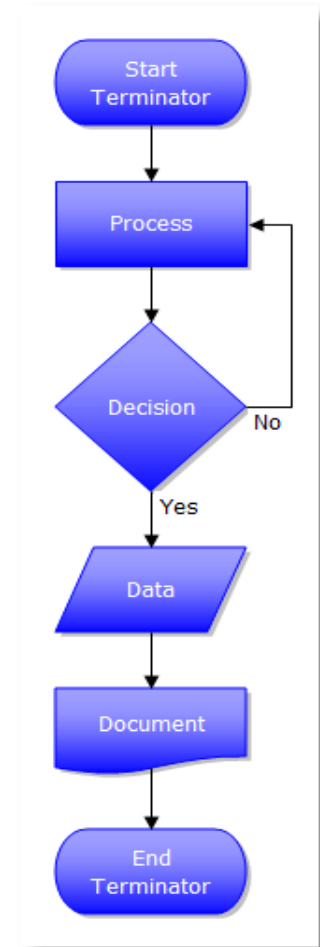 Start
Terminator
Process
Decision
No
Yes
Data
Document
End
Terminator